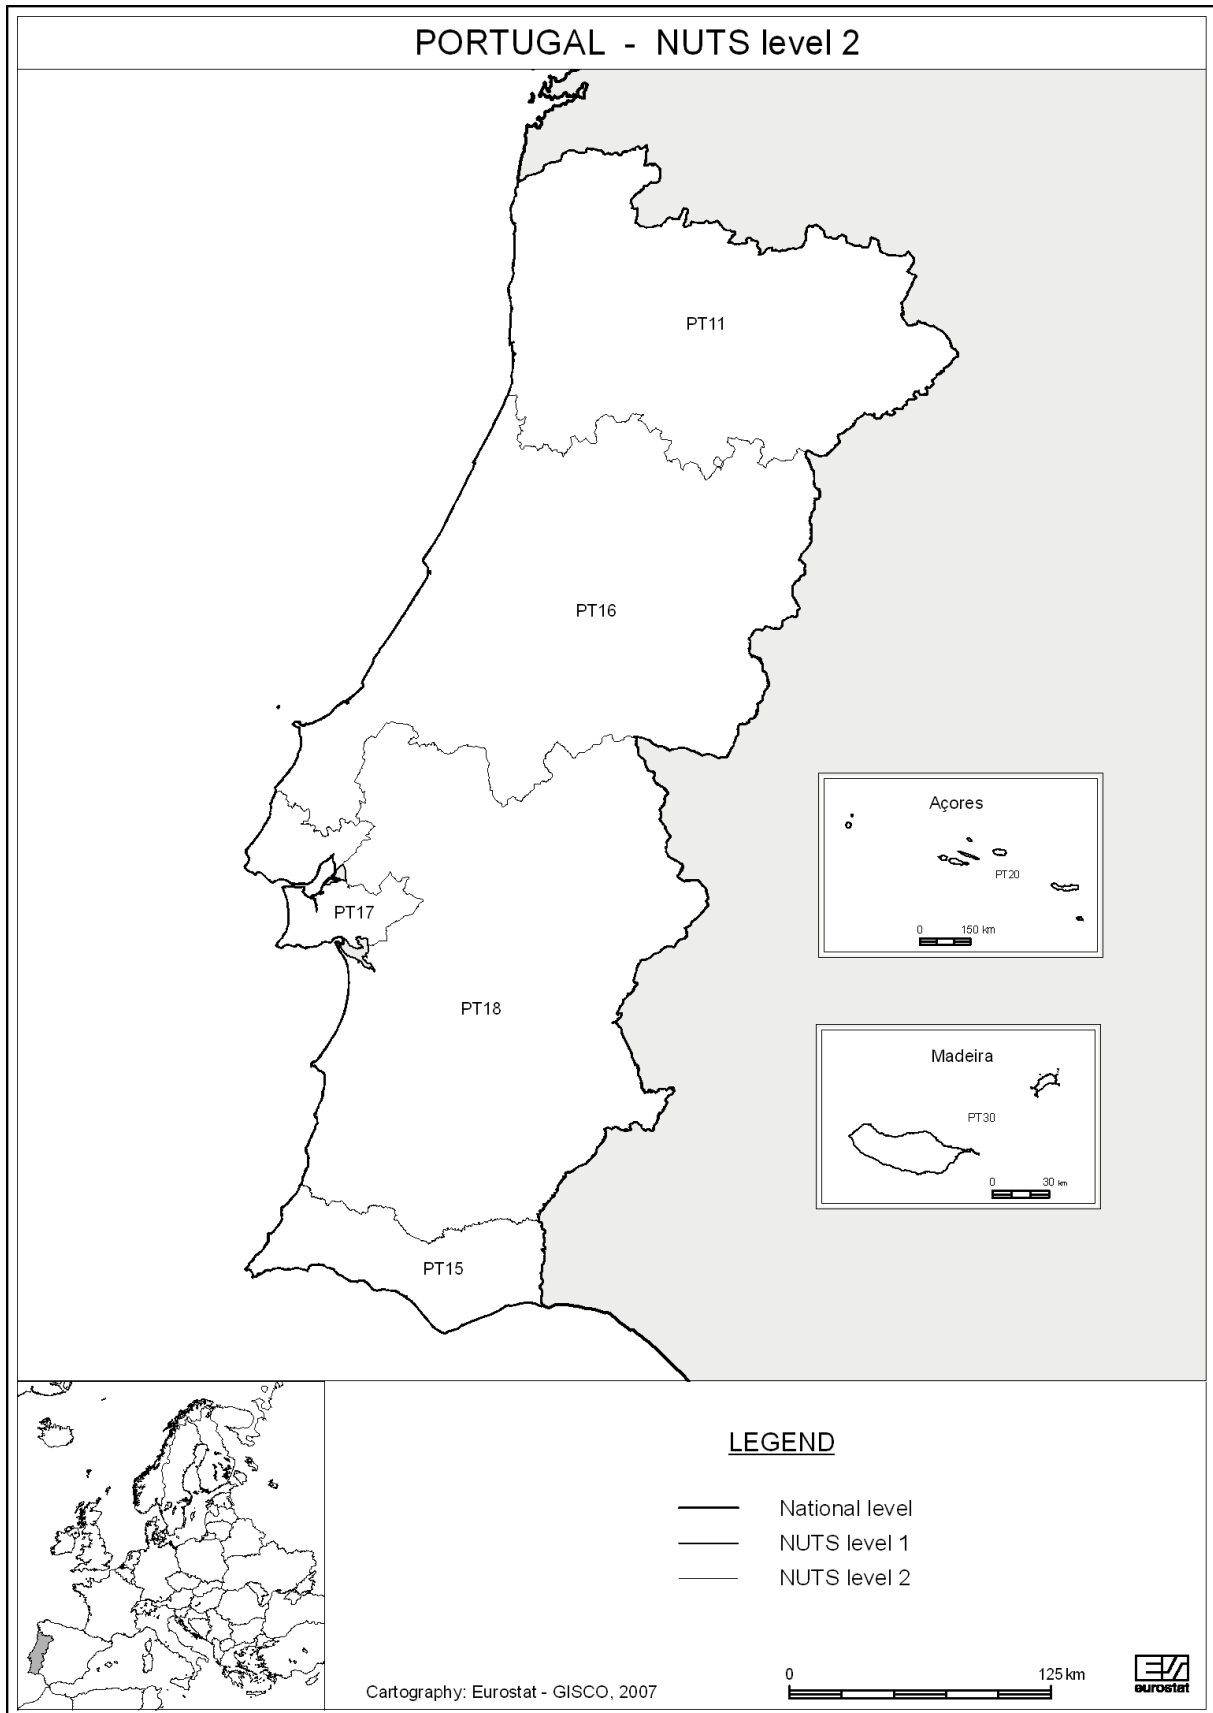 PORTUGAL - NUTS level 2
PT11
PT16
Açores
PT20
0 150 km
PT17
PT18
Madeira
PT30
0 30 km
PT15
LEGEND
National level
NUTS level 1
NUTS level 2
0 125 km
Cartography: Eurostat - GISCO, 2007
eurostat